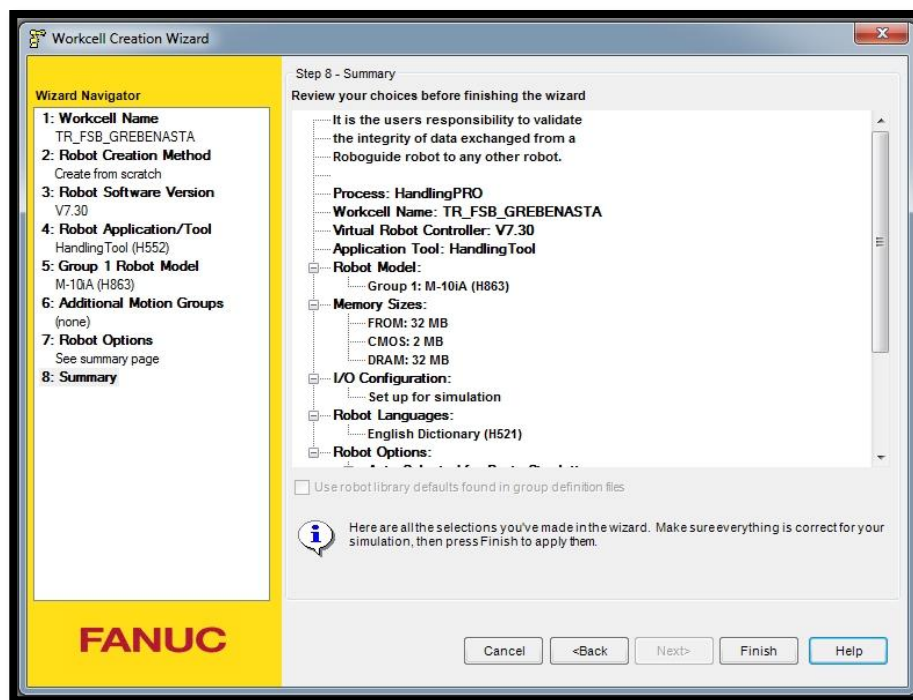 Workcell Creation Wizard
Wizard Navigator
1: Workcell Name
TR_FSB_GREBENASTA
2: Robot Creation Method
Create from scratch
3: Robot Software Version
V7.30
4: Robot Application/Tool
HandlingTool (H552)
5: Group 1 Robot Model
M-10iA (H863)
6: Additional Motion Groups
(none)
7: Robot Options
See summary page
8: Summary
FANUC
Step 8 - Summary
Review your choices before finishing the wizard
It is the users responsibility to validate
the integrity of data exchanged from a
Roboguide robot to any other robot.
Process: HandlingPRO
Workcell Name: TR_FSB_GREBENASTA
Virtual Robot Controller: V7.30
Application Tool: HandlingTool
Robot Model:
Group 1: M-10iA (H863)
Memory Sizes:
FROM: 32 MB
CMOS: 2 MB
DRAM: 32 MB
I/O Configuration:
Set up for simulation
Robot Languages:
English Dictionary (H521)
Robot Options:
Use robot library defaults found in group definition files
Here are all the selections you've made in the wizard. Make sure everything is correct for your
simulation, then press Finish to apply them.
Cancel <Back Next> Finish Help